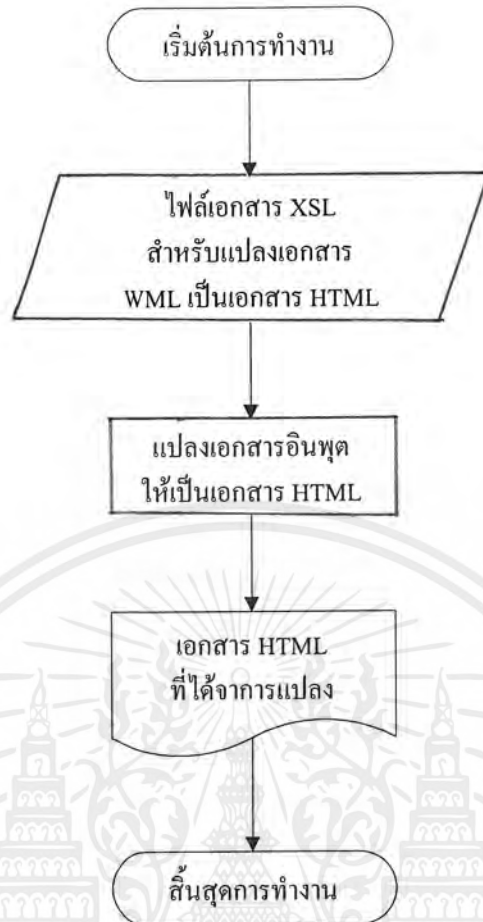 เริ่มต้นการทำงาน
ไฟล์เอกสาร XSL
สำหรับแปลงเอกสาร
WML เป็นเอกสาร HTML
แปลงเอกสารอินพุต
ให้เป็นเอกสาร HTML
เอกสาร HTML
ที่ได้จาการแปลง
สิ้นสุดการทำงาน